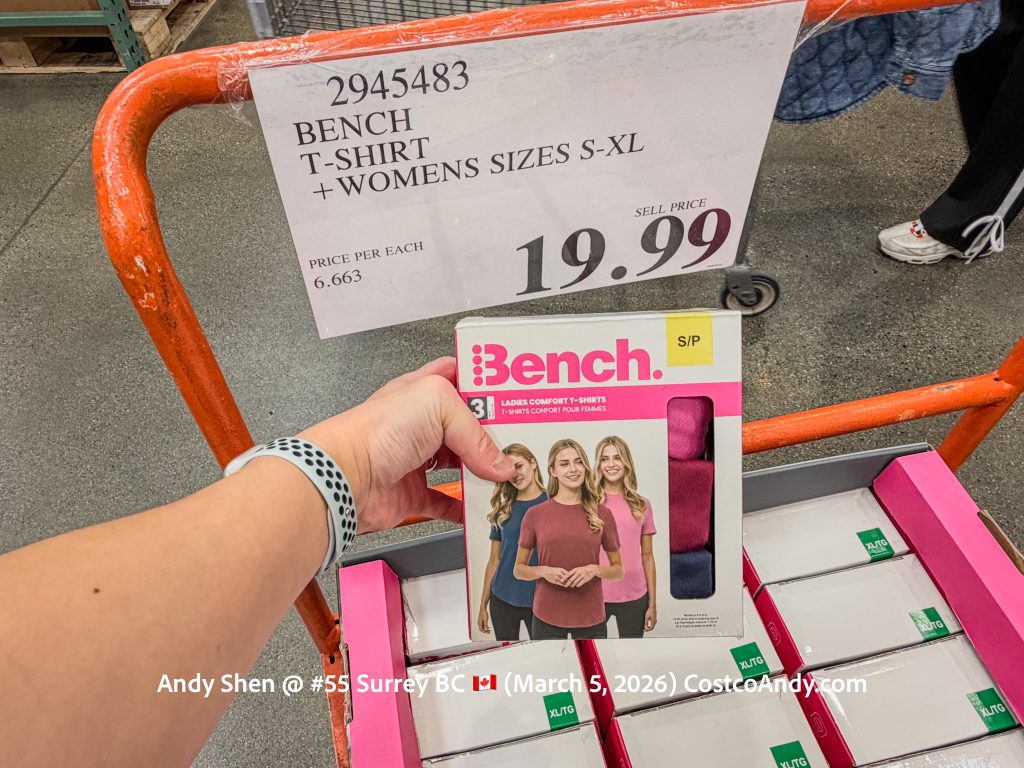 2945483
BENCH
T-SHIRT
+WOMENS SIZES S-XL
SELL PRICE
19.99
PRICE PER EACH
6.663
S/P
Bench.
3
LADIES COMFORT T-SHIRTS
T-SHIRTS CONFORT POUR FEMMES
XL/TG
XL/TG
XL/TG
XL/TG
XL/TG
XL/TG
Andy Shen @ #55 Surrey BC 🇨🇦 (March 5, 2026) CostcoAndy.com